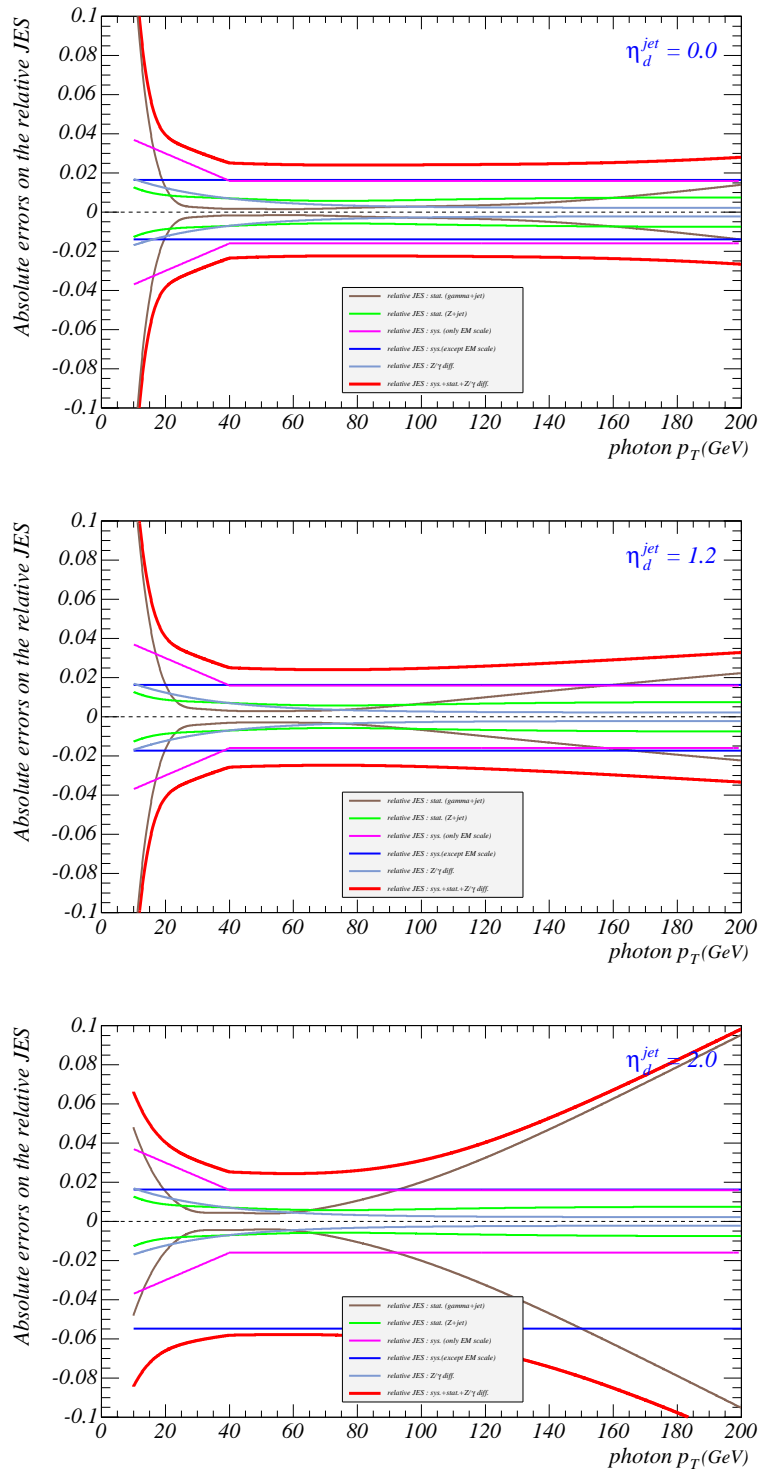 Absolute errors on the relative JES
0.1
0.08
0.06
0.04
0.02
0
-0.02
-0.04
-0.06
-0.08
-0.1
η_d^jet = 0.0
relative JES : stat. (gamma+jet)
relative JES : stat. (Z+jet)
relative JES : sys. (only EM scale)
relative JES : sys.(except EM scale)
relative JES : Z/γ diff.
relative JES : sys.+stat.+Z/γ diff.
0 20 40 60 80 100 120 140 160 180 200
photon p_T (GeV)
Absolute errors on the relative JES
0.1
0.08
0.06
0.04
0.02
0
-0.02
-0.04
-0.06
-0.08
-0.1
η_d^jet = 1.2
relative JES : stat. (gamma+jet)
relative JES : stat. (Z+jet)
relative JES : sys. (only EM scale)
relative JES : sys.(except EM scale)
relative JES : Z/γ diff.
relative JES : sys.+stat.+Z/γ diff.
0 20 40 60 80 100 120 140 160 180 200
photon p_T (GeV)
Absolute errors on the relative JES
0.1
0.08
0.06
0.04
0.02
0
-0.02
-0.04
-0.06
-0.08
-0.1
η_d^jet = 2.0
relative JES : stat. (gamma+jet)
relative JES : stat. (Z+jet)
relative JES : sys. (only EM scale)
relative JES : sys.(except EM scale)
relative JES : Z/γ diff.
relative JES : sys.+stat.+Z/γ diff.
0 20 40 60 80 100 120 140 160 180 200
photon p_T (GeV)